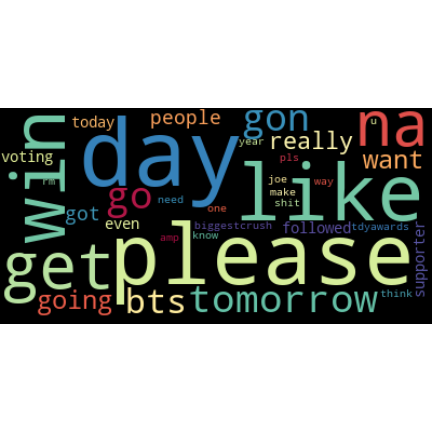 today
people
gon
na
u
year
voting
win
day
really
pls
want
rm
like
joe
make
shit
way
go
need
got
one
even
biggestcrush
followed
tdyawards
supporter
amp
know
get
please
going
bts
tomorrow
think